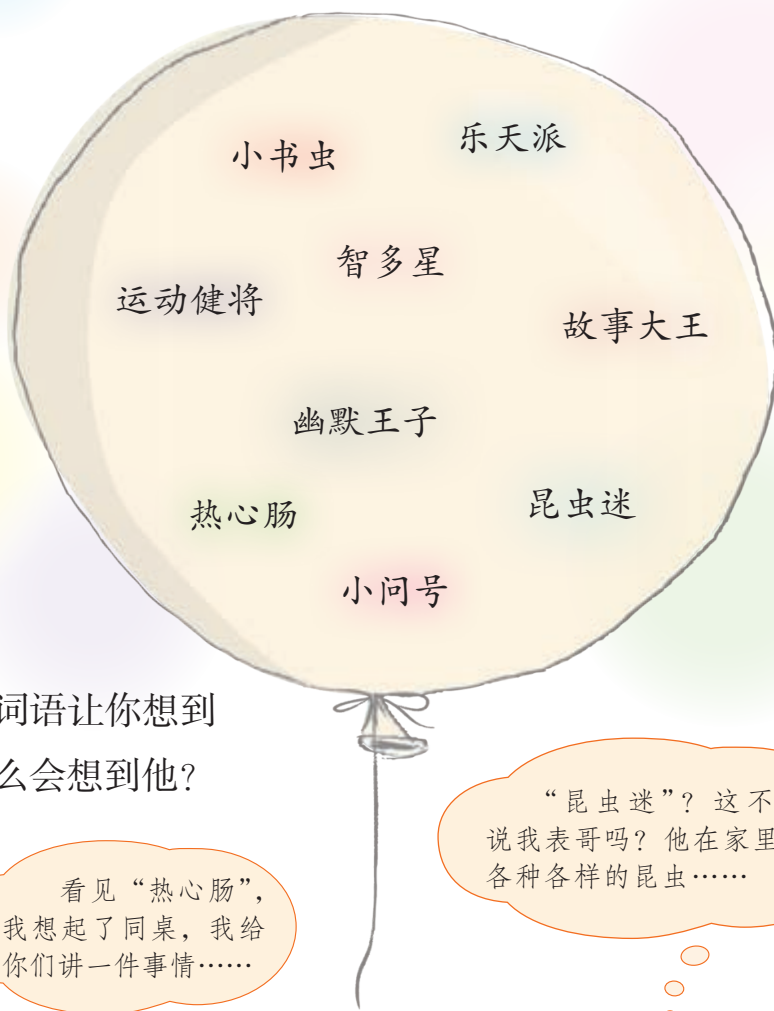 小书虫
乐天派
智多星
运动健将
故事大王
幽默王子
热心肠
昆虫迷
小问号
词语让你想到
么会想到他？
“昆虫迷”？这不
说我表哥吗？他在家里
各种各样的昆虫……
看见“热心肠”，
我想起了同桌，我给
你们讲一件事情……